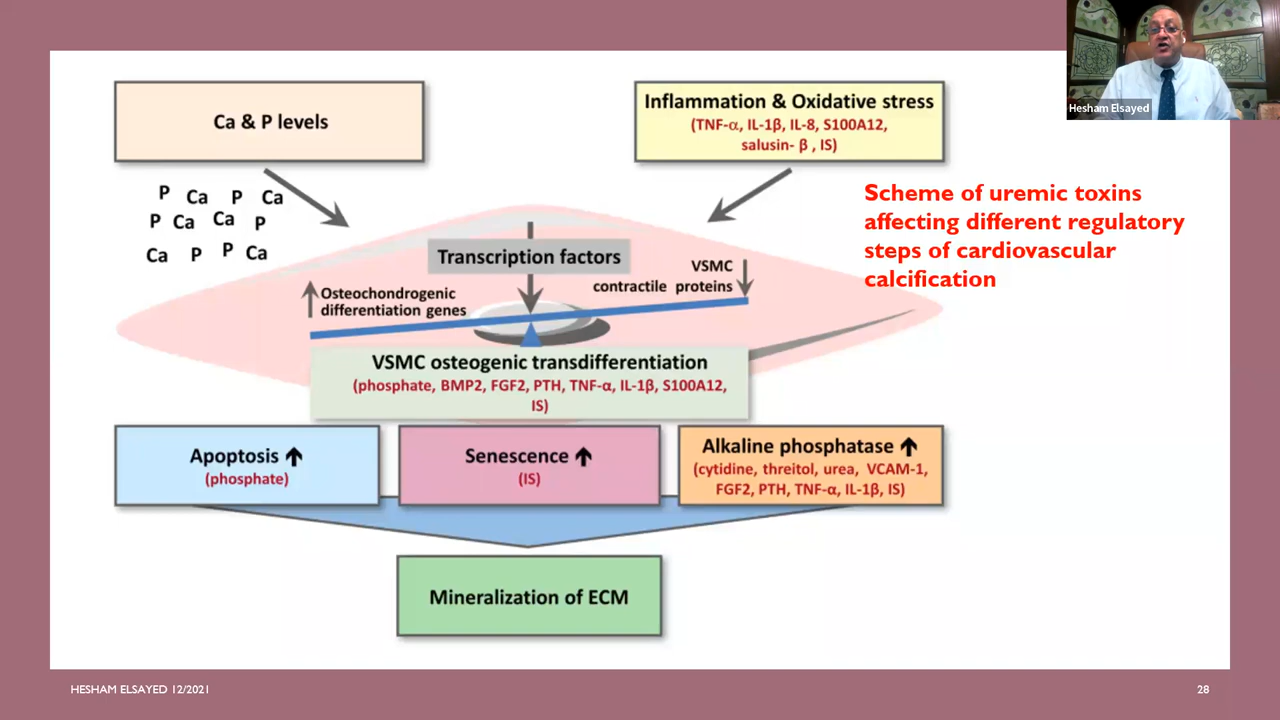 Hesham Elsayed
Ca & P levels
Inflammation & Oxidative stress
(TNF-α, IL-1β, IL-8, S100A12,
salusin- β , IS)
P Ca P Ca
P Ca Ca P
Ca P P Ca
Scheme of uremic toxins
affecting different regulatory
steps of cardiovascular
calcification
Transcription factors
Osteochondrogenic
differentiation genes
VSMC
contractile proteins
VSMC osteogenic transdifferentiation
(phosphate, BMP2, FGF2, PTH, TNF-α, IL-1β, S100A12,
IS)
Apoptosis
(phosphate)
Senescence
(IS)
Alkaline phosphatase
(cytidine, threitol, urea, VCAM-1,
FGF2, PTH, TNF-α, IL-1β, IS)
Mineralization of ECM
HESHAM ELSAYED 12/2021
28